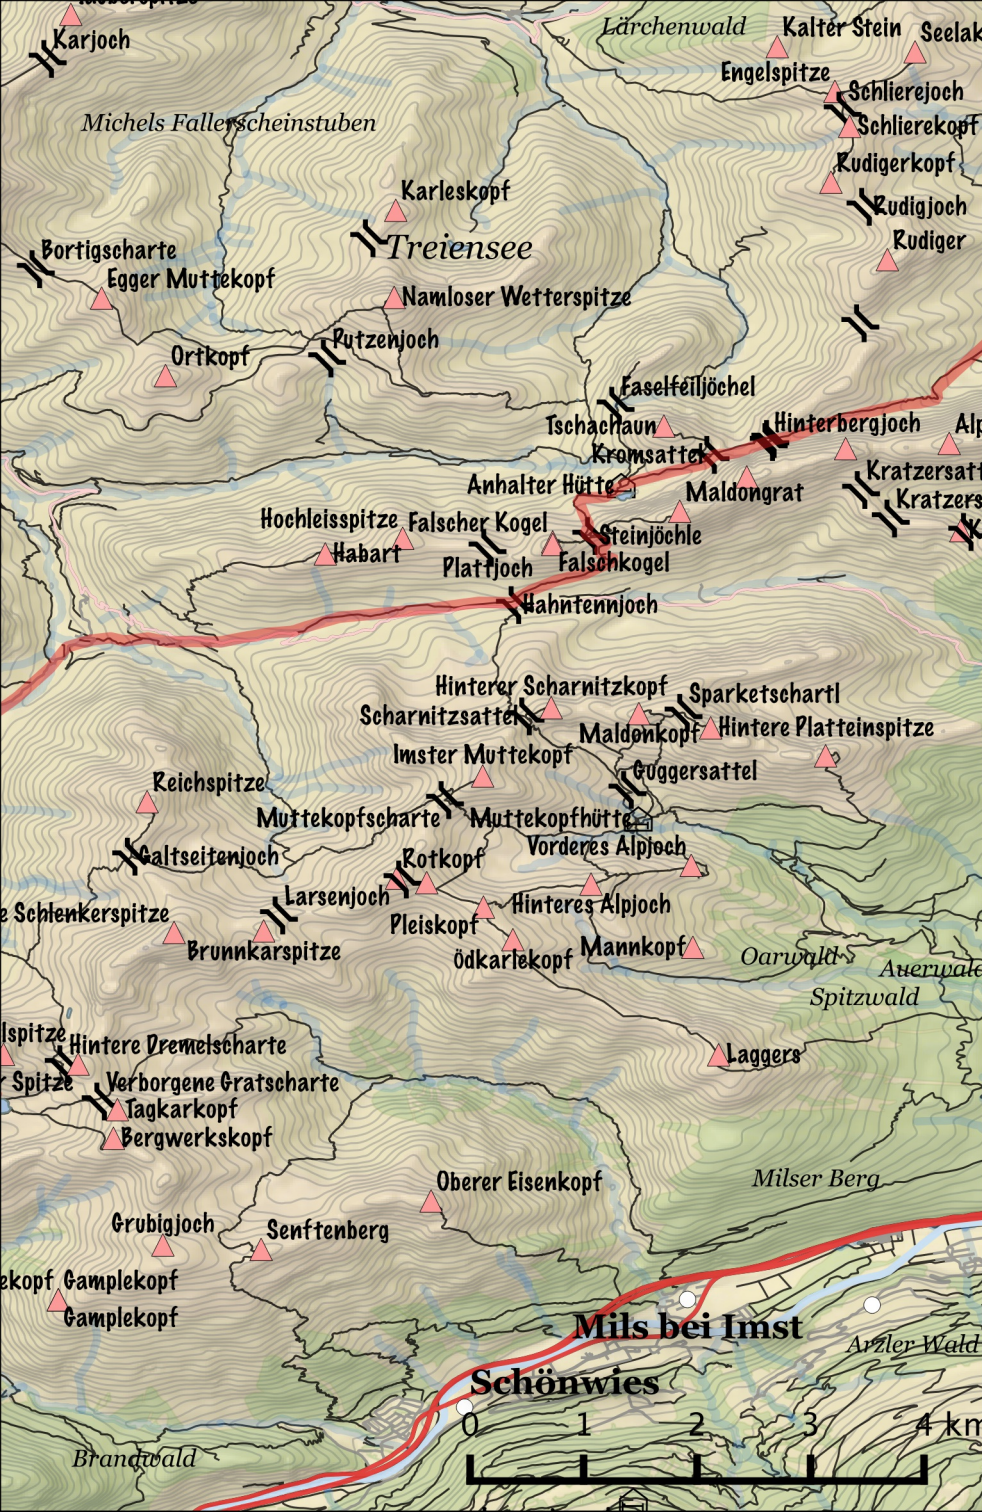 Karjoch
Lärchenwald
Kalter Stein
Engelspitze
Schlierejoch
Michels Fallerscheinstuben
Schlierekopf
Rudigerkopf
Karleskopf
Rudigjoch
Rudiger
Treiensee
Bortigscharte
Egger Muttekopf
Namloser Wetterspitze
Putzenjoch
Ortkopf
Faselfeiljöchel
Tschachaun
Hinterbergjoch
Kromsattel
Anhalter Hütte
Maldongrat
Hochleisspitze
Falscher Kogel
Steinjöchle
Habart
Plattjoch
Falschkogel
Hahntennjoch
Hinterer Scharnitzkopf
Sparketschartl
Scharnitzsattel
Maldonkopf
Hintere Platteinspitze
Imster Muttekopf
Guggersattel
Reichspitze
Muttekopfscharte
Muttekopfhütte
Galtseitenjoch
Rotkopf
Vorderes Alpjoch
Larsenjoch
Hinteres Alpjoch
e Schlenkerspitze
Pleiskopf
Brunnkarspitze
Ödkarlekopf
Mannkopf
Oarwald
Auerwald
Spitzwald
lspitze
Hintere Dremelscharte
Laggers
r Spitze
Verborgene Gratscharte
Tagkarkopf
Bergwerkskopf
Milser Berg
Oberer Eisenkopf
Grubigjoch
Senftenberg
ekopf
Gamplekopf
Gamplekopf
Mils bei Imst
Arzler Wald
Schönwies
0 1 2 3 4 km
Brandwald